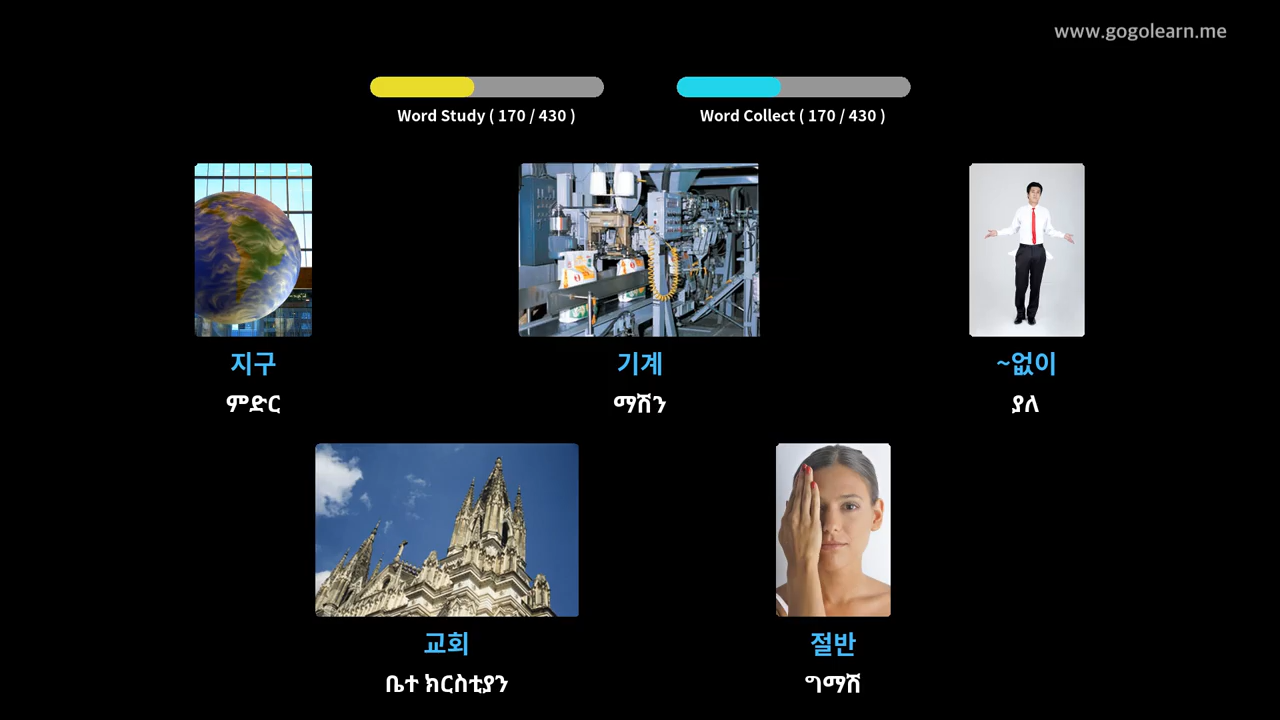 www.gogolearn.me
Word Study ( 170 / 430 )
Word Collect ( 170 / 430 )
지구
기계
~없이
ምድር
ማሽን
ያለ
교회
절반
ቤተ ክርስቲያን
ግማሽ